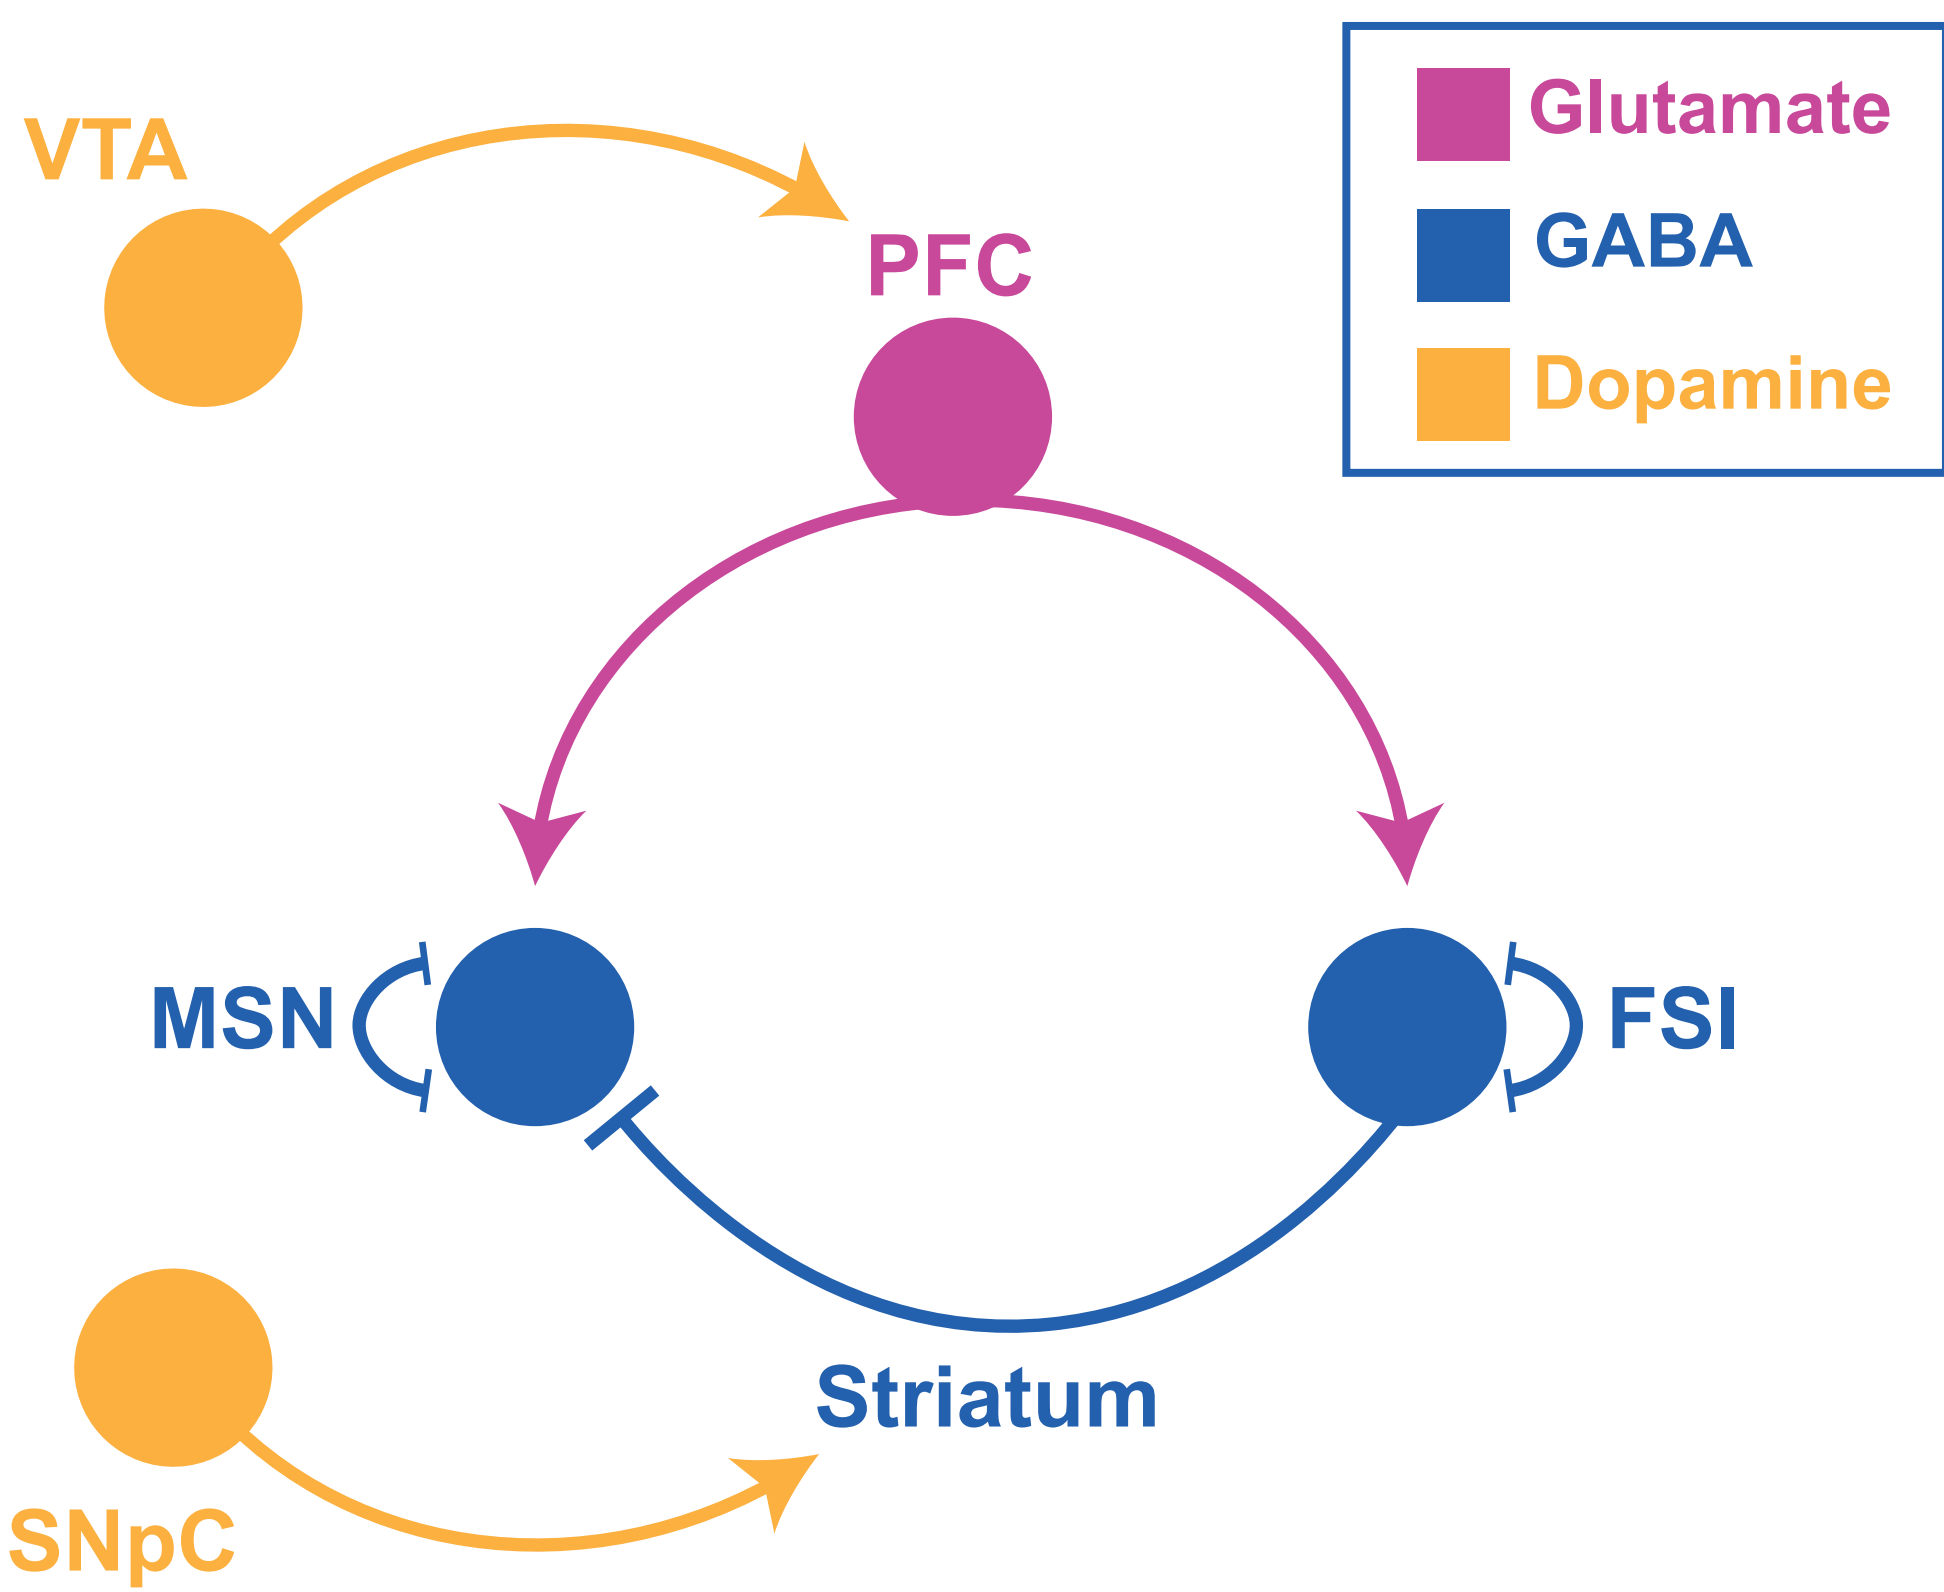 VTA
PFC
Glutamate
GABA
Dopamine
MSN
FSI
Striatum
SNpC